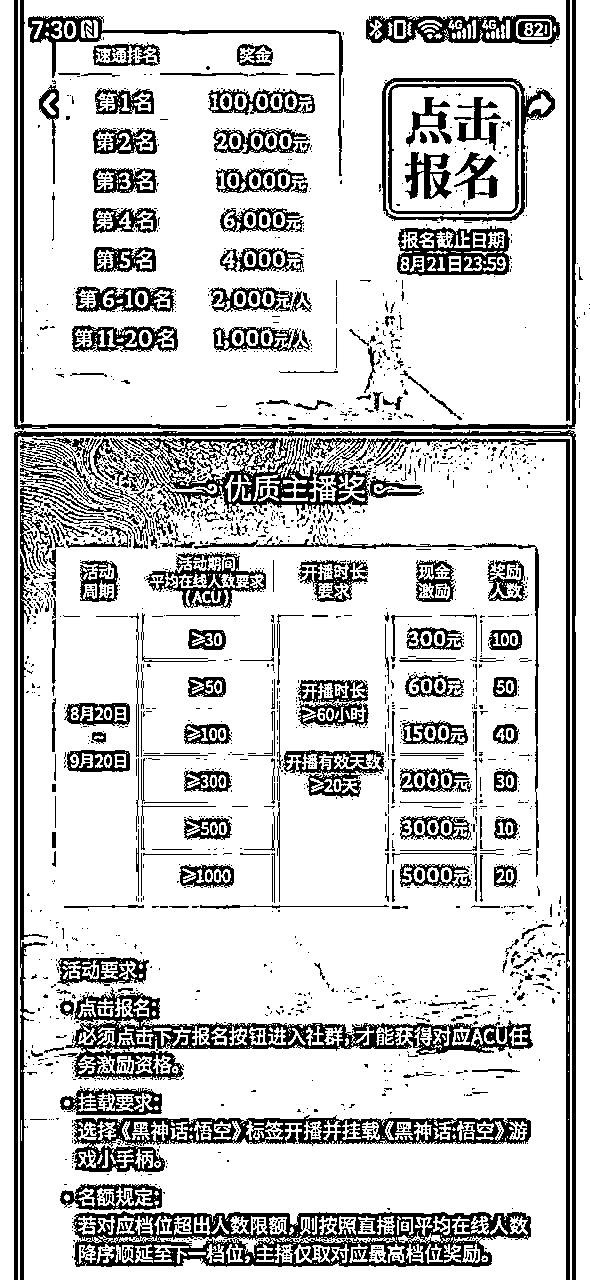 7:30
4G 4G 82
速通排名 奖金
第1名 100,000元
第2名 20,000元
第3名 10,000元
第4名 6,000元
第5名 4,000元
第6-10名 2,000元/人
第11-20名 1,000元/人
点击
报名
报名截止日期
8月21日23:59
优质主播奖
活动
周期
活动期间
平均在线人数要求
(ACU)
开播时长
要求
现金
激励
奖励
人数
8月20日
~
9月20日
开播时长
≥60小时
开播有效天数
≥20天
≥30 300元 100
≥50 600元 50
≥100 1500元 40
≥300 2000元 30
≥500 3000元 10
≥1000 5000元 20
活动要求:
点击报名:
必须点击下方报名按钮进入社群,才能获得对应ACU任
务激励资格。
挂载要求:
选择《黑神话:悟空》标签开播并挂载《黑神话:悟空》游
戏小手柄。
名额规定:
若对应档位超出人数限额,则按照直播间平均在线人数
降序顺延至下一档位,主播仅取对应最高档位奖励。